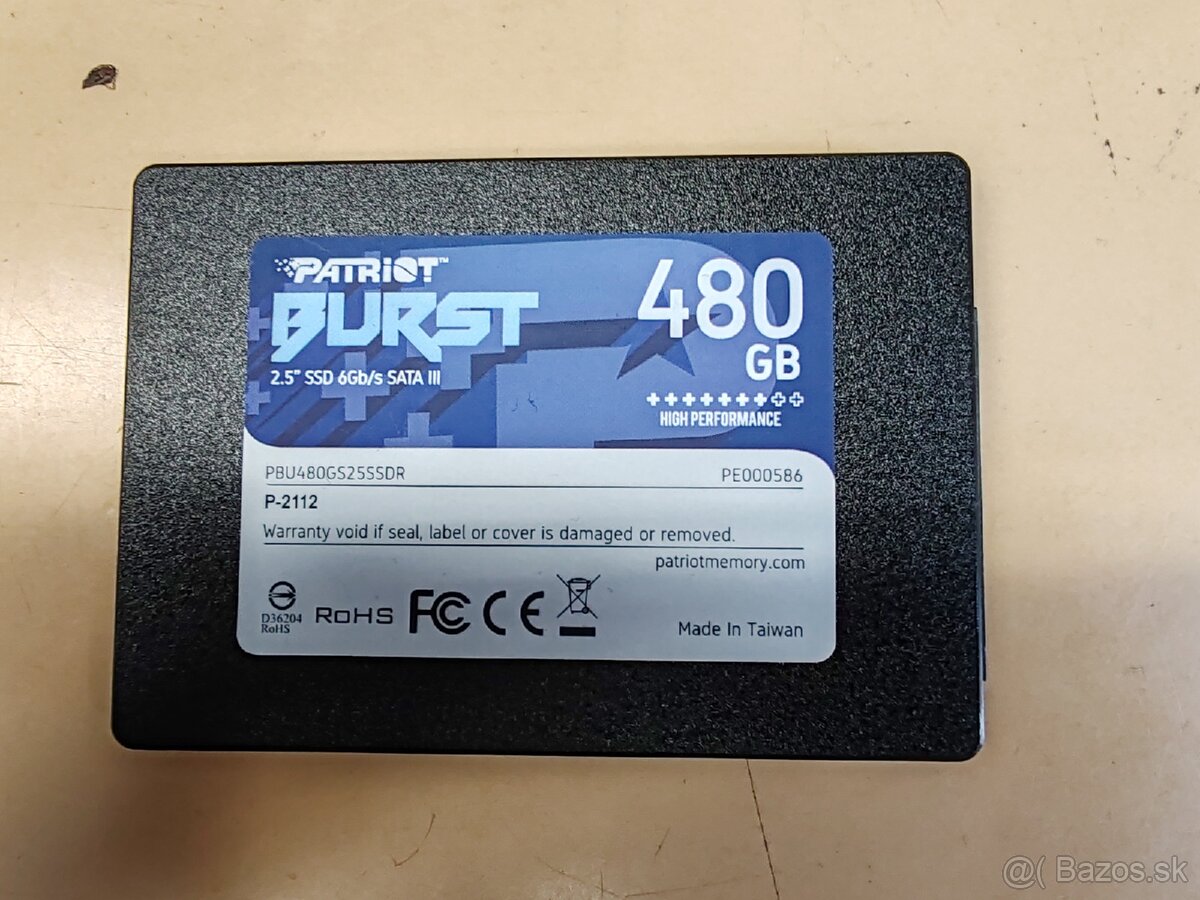 PATRIOT™
BURST
2.5" SSD 6Gb/s SATA III
480
GB
HIGH PERFORMANCE
PBU480GS25SSDR PE000586
P-2112
Warranty void if seal, label or cover is damaged or removed.
patriotmemory.com
D36204
RoHS
RoHS FC CE
Made In Taiwan
@( Bazos.sk